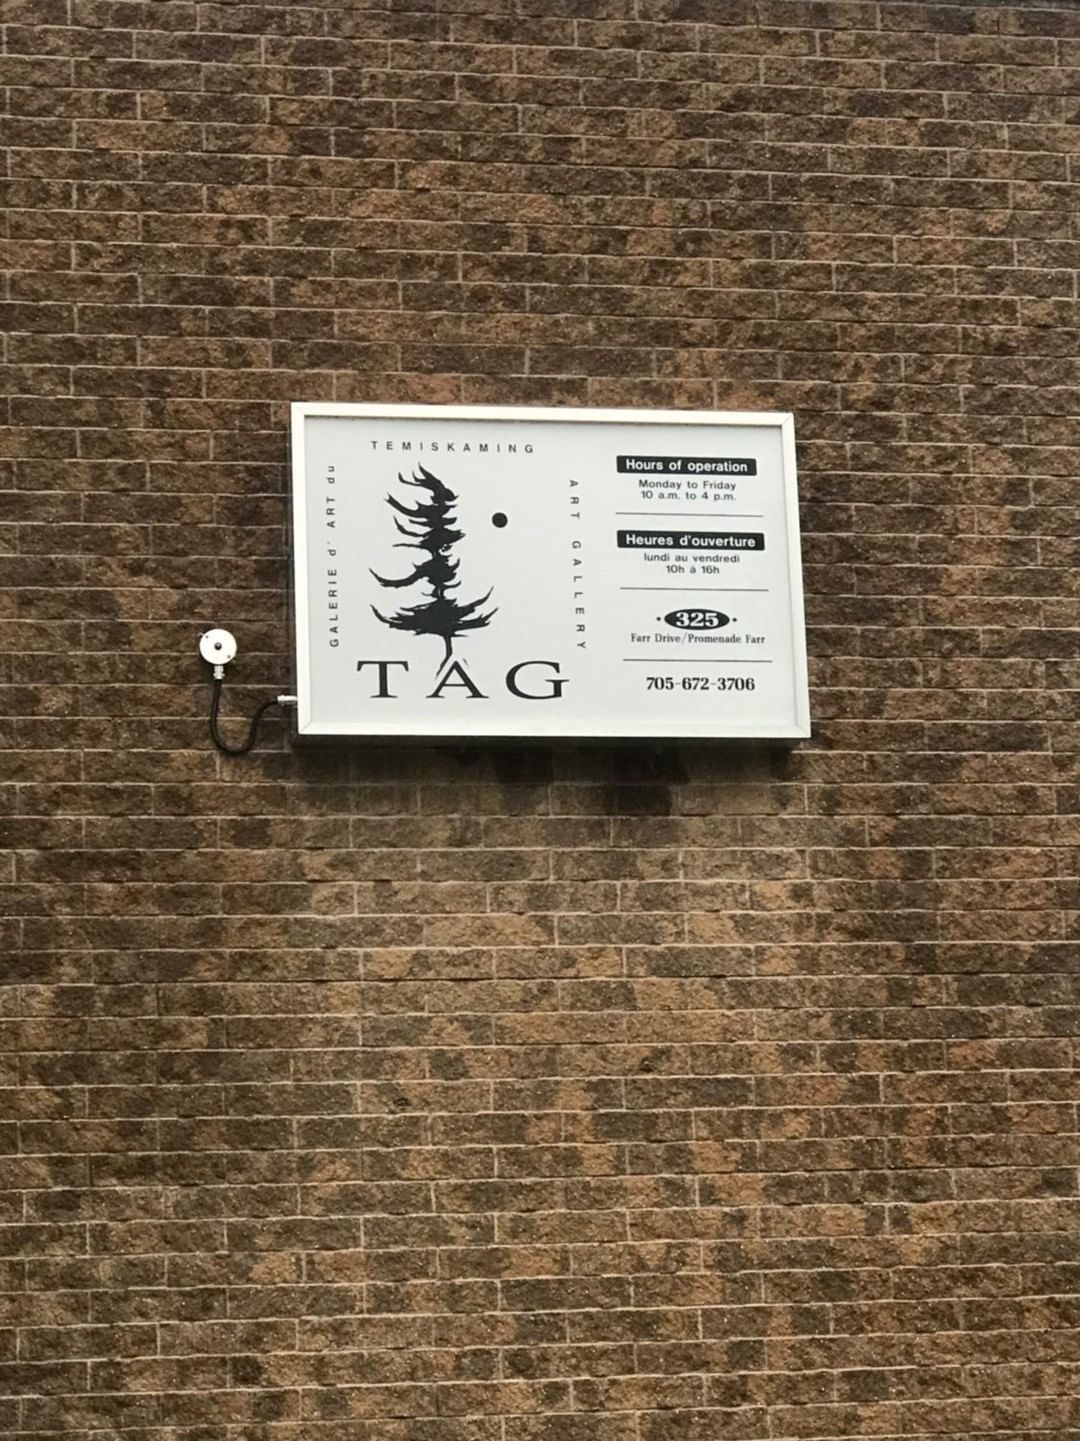 TEMISKAMING
GALERIE d' ART du
ART GALLERY
TAG
Hours of operation
Monday to Friday
10 a.m. to 4 p.m.
Heures d'ouverture
lundi au vendredi
10h à 16h
• 325 •
Farr Drive/Promenade Farr
705-672-3706